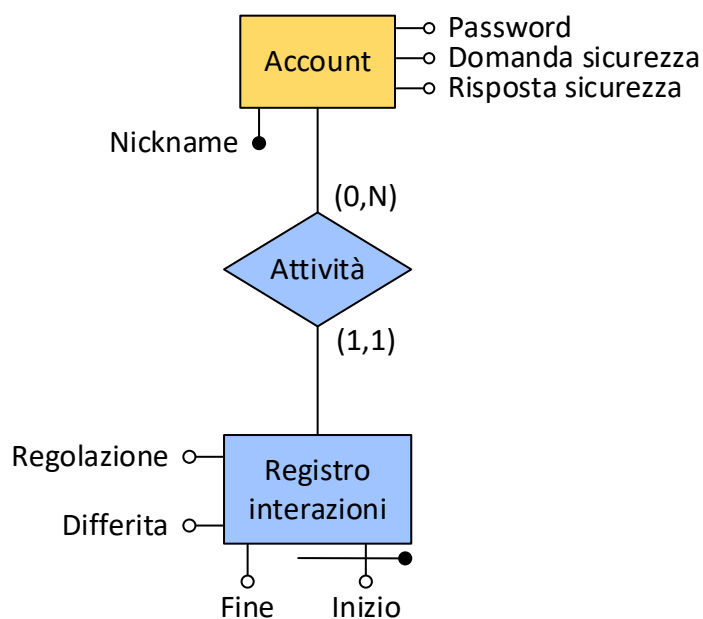 Account
Password
Domanda sicurezza
Risposta sicurezza
Nickname
(0,N)
Attività
(1,1)
Regolazione
Registro
interazioni
Differita
Fine
Inizio